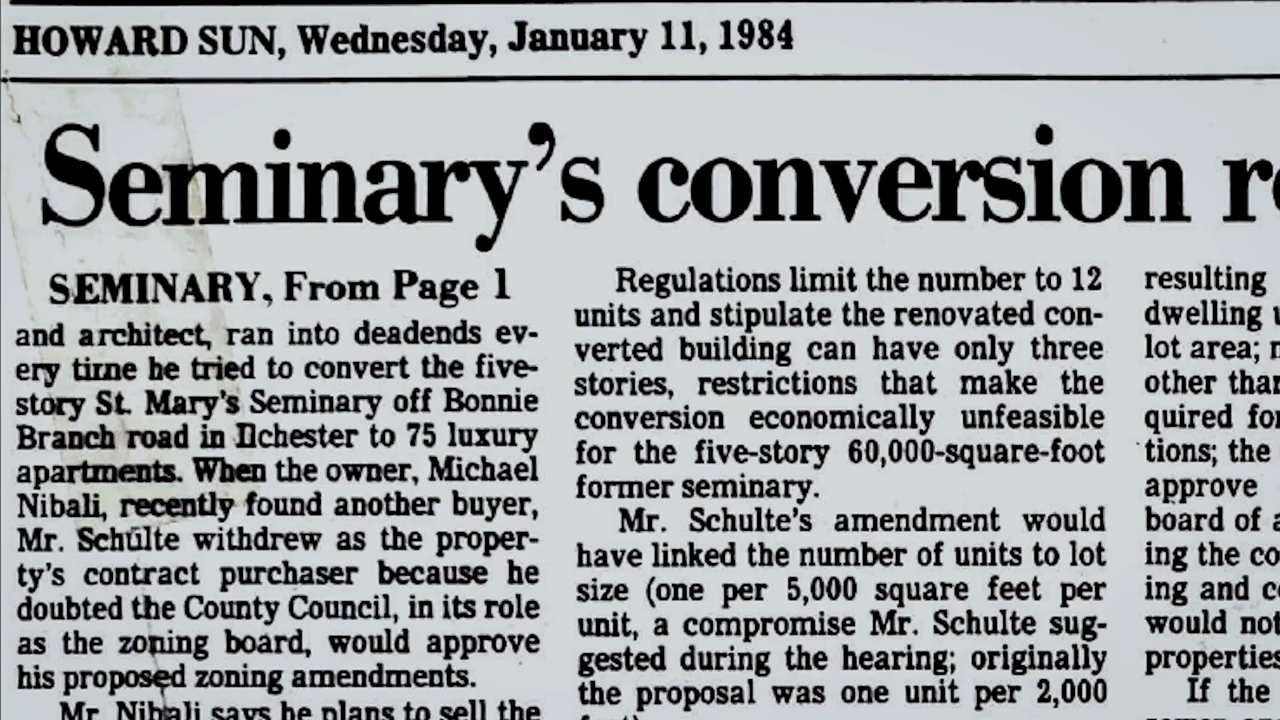 HOWARD SUN, Wednesday, January 11, 1984
Seminary's conversion
SEMINARY, From Page 1
and architect, ran into deadends ev-
ery time he tried to convert the five-
story St. Mary's Seminary off Bonnie
Branch road in Ilchester to 75 luxury
apartments. When the owner, Michael
Nibali, recently found another buyer,
Mr. Schulte withdrew as the proper-
ty's contract purchaser because he
doubted the County Council, in its role
as the zoning board, would approve
his proposed zoning amendments.
Mr. Nibali says he plans to sell the
Regulations limit the number to 12
units and stipulate the renovated con-
verted building can have only three
stories, restrictions that make the
conversion economically unfeasible
for the five-story 60,000-square-foot
former seminary.
Mr. Schulte's amendment would
have linked the number of units to lot
size (one per 5,000 square feet per
unit, a compromise Mr. Schulte sug-
gested during the hearing; originally
the proposal was one unit per 2,000
resulting
dwelling
lot area;
other than
quired for
tions; the
approve
board of
ing the
ing and
would not
properties
If the